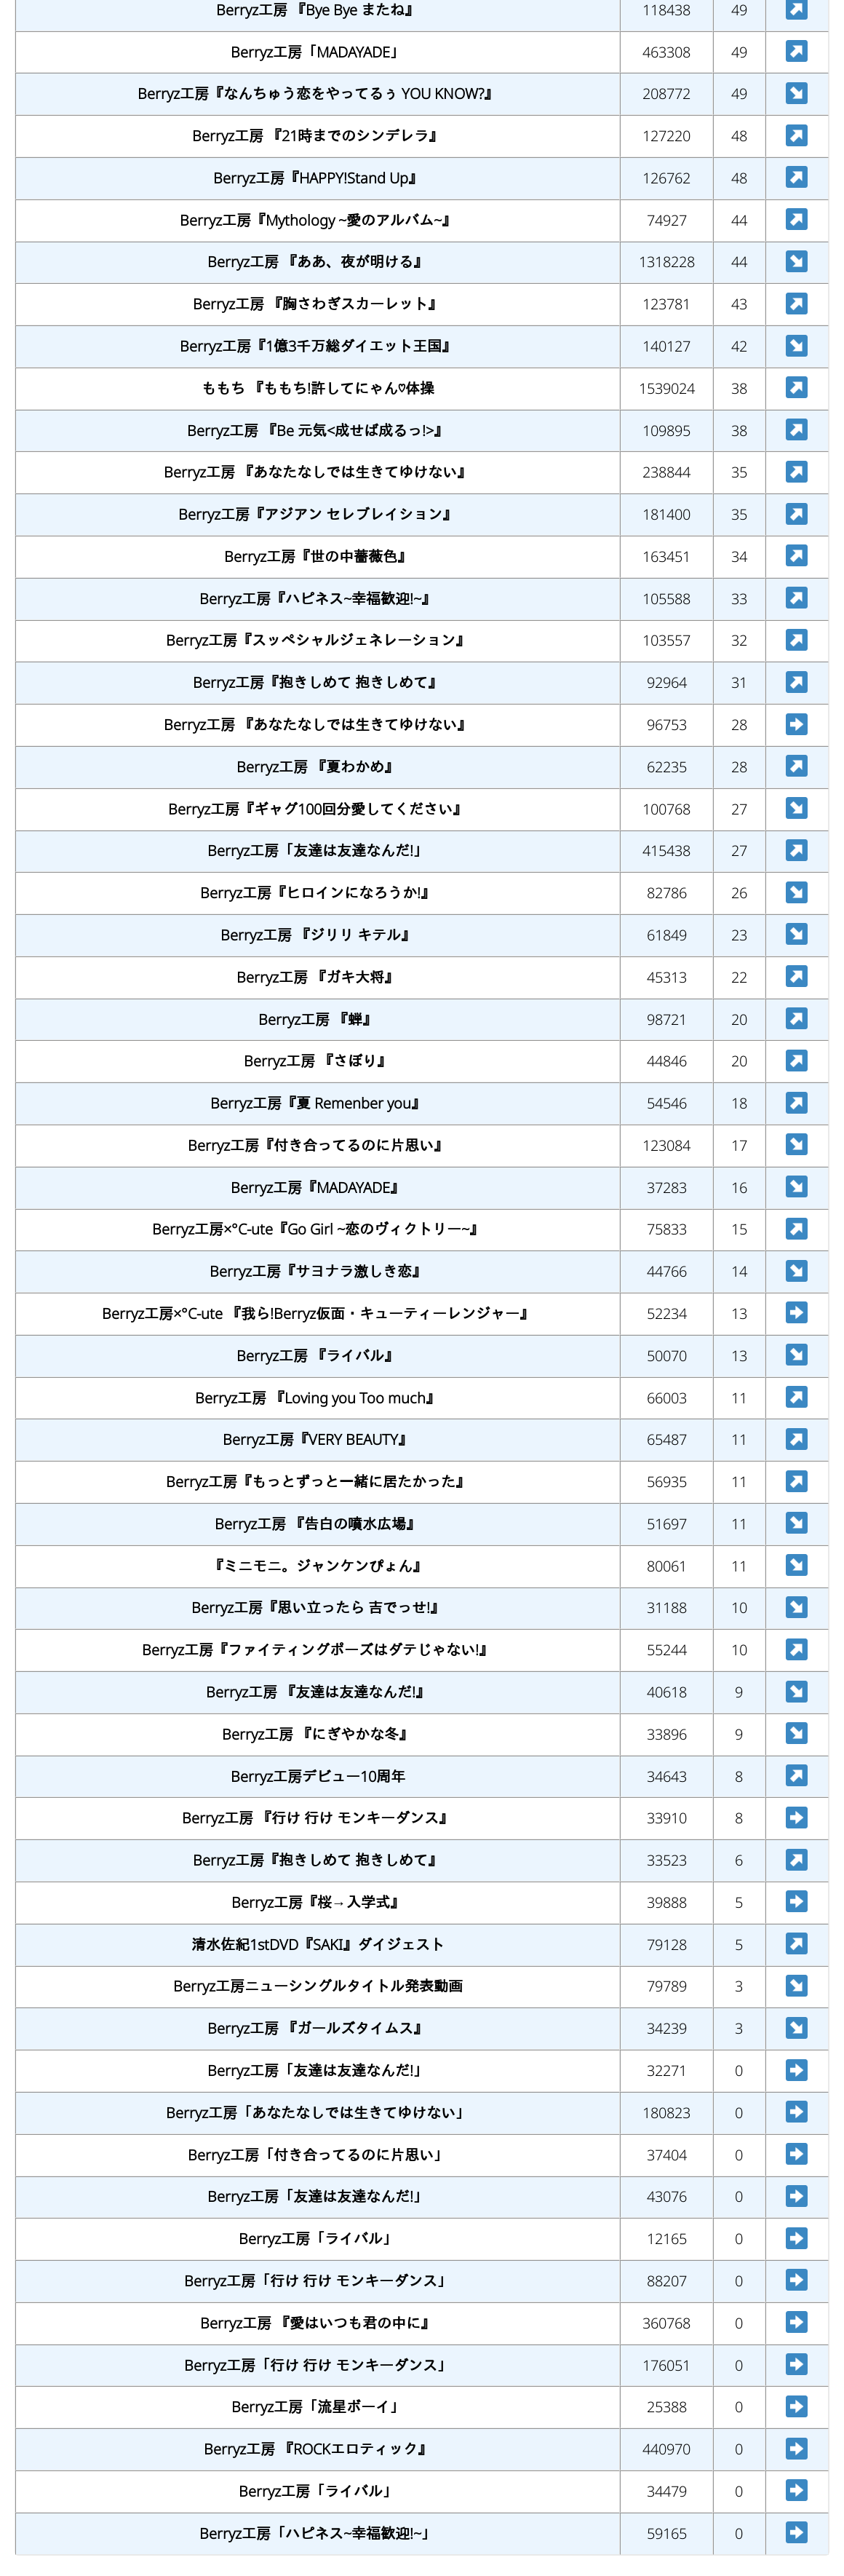 Berryz工房 『Bye Bye またね』 118438 49 ↗
Berryz工房「MADAYADE」 463308 49 ↗
Berryz工房『なんちゅう恋をやってるぅ YOU KNOW?』 208772 49 ↘
Berryz工房 『21時までのシンデレラ』 127220 48 ↗
Berryz工房『HAPPY!Stand Up』 126762 48 ↗
Berryz工房『Mythology ~愛のアルバム~』 74927 44 ↗
Berryz工房 『ああ、夜が明ける』 1318228 44 ↘
Berryz工房 『胸さわぎスカーレット』 123781 43 ↗
Berryz工房『1億3千万総ダイエット王国』 140127 42 ↘
ももち 『ももち!許してにゃん♡体操 1539024 38 ↗
Berryz工房 『Be 元気<成せば成るっ!>』 109895 38 ↗
Berryz工房 『あなたなしでは生きてゆけない』 238844 35 ↗
Berryz工房『アジアン セレブレイション』 181400 35 ↗
Berryz工房『世の中薔薇色』 163451 34 ↗
Berryz工房『ハピネス~幸福歓迎!~』 105588 33 ↗
Berryz工房『スッペシャルジェネレ〜ション』 103557 32 ↗
Berryz工房『抱きしめて 抱きしめて』 92964 31 ↗
Berryz工房 『あなたなしでは生きてゆけない』 96753 28 ➡
Berryz工房 『夏わかめ』 62235 28 ↗
Berryz工房『ギャグ100回分愛してください』 100768 27 ↘
Berryz工房「友達は友達なんだ!」 415438 27 ↗
Berryz工房『ヒロインになろうか!』 82786 26 ↘
Berryz工房 『ジリリ キテル』 61849 23 ↘
Berryz工房 『ガキ大将』 45313 22 ↗
Berryz工房 『蝉』 98721 20 ↗
Berryz工房 『さぼり』 44846 20 ↗
Berryz工房『夏 Remenber you』 54546 18 ↗
Berryz工房『付き合ってるのに片思い』 123084 17 ↘
Berryz工房『MADAYADE』 37283 16 ↘
Berryz工房×°C-ute『Go Girl ~恋のヴィクトリー~』 75833 15 ↗
Berryz工房『サヨナラ激しき恋』 44766 14 ↘
Berryz工房×°C-ute 『我ら!Berryz仮面・キューティーレンジャー』 52234 13 ➡
Berryz工房 『ライバル』 50070 13 ↘
Berryz工房 『Loving you Too much』 66003 11 ↗
Berryz工房『VERY BEAUTY』 65487 11 ↗
Berryz工房『もっとずっと一緒に居たかった』 56935 11 ↗
Berryz工房 『告白の噴水広場』 51697 11 ↘
『ミニモニ。ジャンケンぴょん』 80061 11 ↘
Berryz工房『思い立ったら 吉でっせ!』 31188 10 ↘
Berryz工房『ファイティングポーズはダテじゃない!』 55244 10 ↗
Berryz工房 『友達は友達なんだ!』 40618 9 ↘
Berryz工房 『にぎやかな冬』 33896 9 ↘
Berryz工房デビュー10周年 34643 8 ↗
Berryz工房 『行け 行け モンキーダンス』 33910 8 ➡
Berryz工房『抱きしめて 抱きしめて』 33523 6 ↗
Berryz工房『桜→入学式』 39888 5 ➡
清水佐紀1stDVD『SAKI』ダイジェスト 79128 5 ↗
Berryz工房ニューシングルタイトル発表動画 79789 3 ↘
Berryz工房 『ガールズタイムス』 34239 3 ↘
Berryz工房「友達は友達なんだ!」 32271 0 ➡
Berryz工房「あなたなしでは生きてゆけない」 180823 0 ➡
Berryz工房「付き合ってるのに片思い」 37404 0 ➡
Berryz工房「友達は友達なんだ!」 43076 0 ➡
Berryz工房「ライバル」 12165 0 ➡
Berryz工房「行け 行け モンキーダンス」 88207 0 ➡
Berryz工房 『愛はいつも君の中に』 360768 0 ➡
Berryz工房「行け 行け モンキーダンス」 176051 0 ➡
Berryz工房「流星ボーイ」 25388 0 ➡
Berryz工房 『ROCKエロティック』 440970 0 ➡
Berryz工房「ライバル」 34479 0 ➡
Berryz工房「ハピネス~幸福歓迎!~」 59165 0 ➡